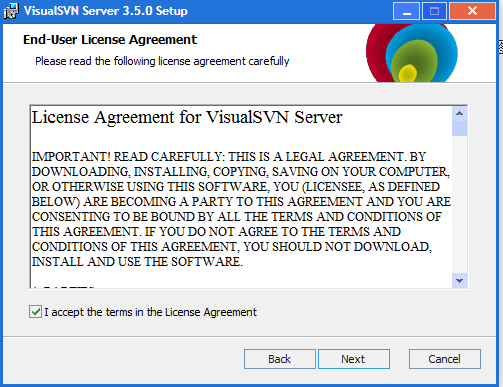 VisualSVN Server 3.5.0 Setup
End-User License Agreement
Please read the following license agreement carefully
License Agreement for VisualSVN Server
IMPORTANT! READ CAREFULLY: THIS IS A LEGAL AGREEMENT. BY
DOWNLOADING, INSTALLING, COPYING, SAVING ON YOUR COMPUTER,
OR OTHERWISE USING THIS SOFTWARE, YOU (LICENSEE, AS DEFINED
BELOW) ARE BECOMING A PARTY TO THIS AGREEMENT AND YOU ARE
CONSENTING TO BE BOUND BY ALL THE TERMS AND CONDITIONS OF
THIS AGREEMENT. IF YOU DO NOT AGREE TO THE TERMS AND
CONDITIONS OF THIS AGREEMENT, YOU SHOULD NOT DOWNLOAD,
INSTALL AND USE THE SOFTWARE.
I accept the terms in the License Agreement
Back Next Cancel